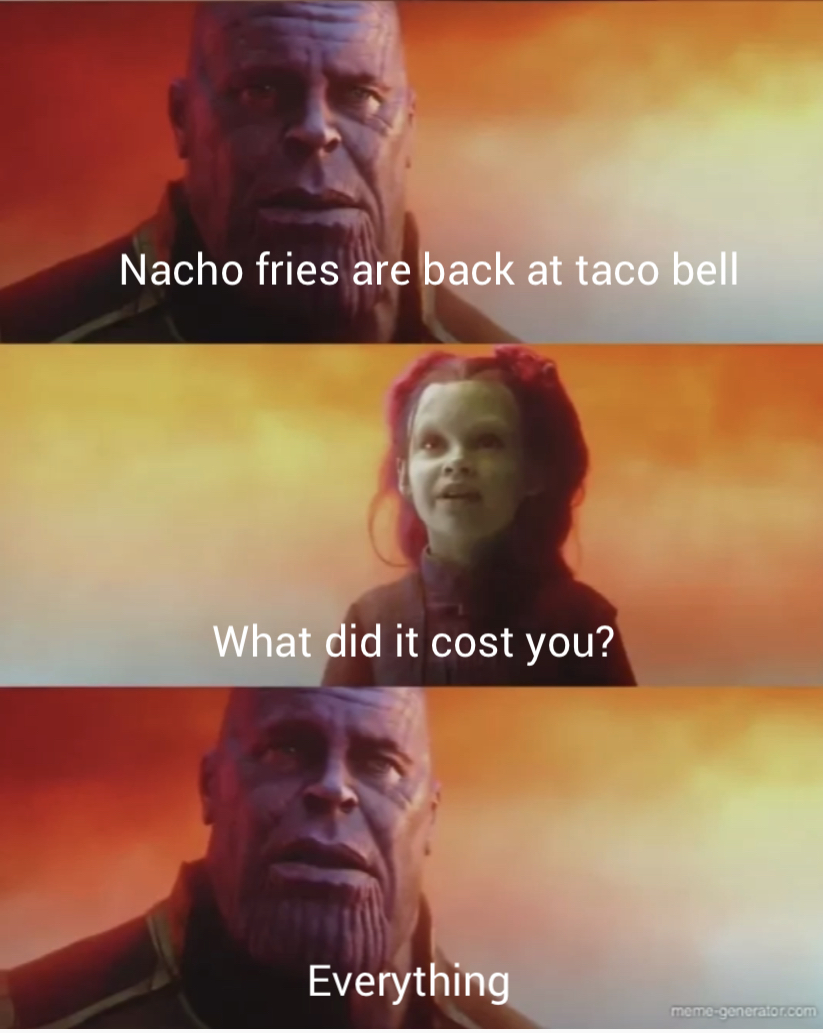 Nacho fries are back at taco bell
What did it cost you?
Everything
meme-generator.com